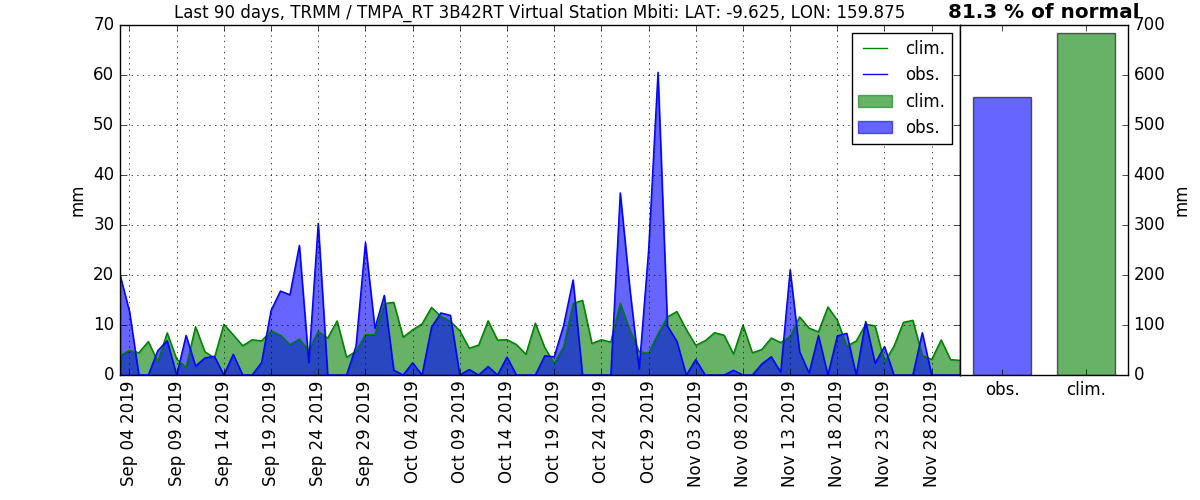 Last 90 days, TRMM / TMPA_RT 3B42RT Virtual Station Mbiti: LAT: -9.625, LON: 159.875
81.3 % of normal
70
60
50
40
30
20
10
0
mm
clim.
obs.
clim.
obs.
Sep 04 2019
Sep 09 2019
Sep 14 2019
Sep 19 2019
Sep 24 2019
Sep 29 2019
Oct 04 2019
Oct 09 2019
Oct 14 2019
Oct 19 2019
Oct 24 2019
Oct 29 2019
Nov 03 2019
Nov 08 2019
Nov 13 2019
Nov 18 2019
Nov 23 2019
Nov 28 2019
obs.
clim.
700
600
500
400
300
200
100
0
mm